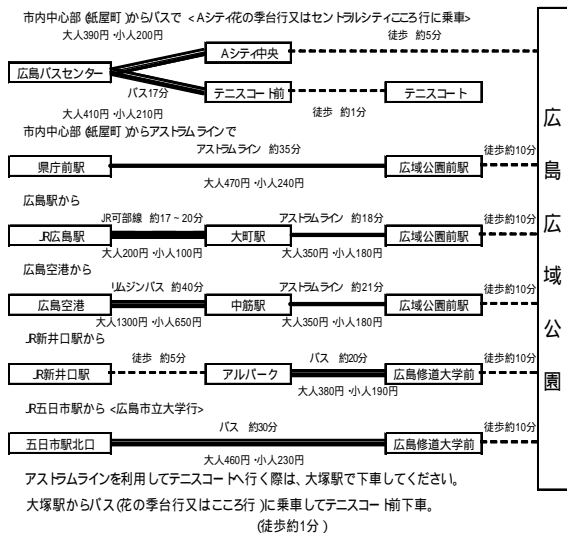 市内中心部(紙屋町)からバスで <Aシティ花の季台行又はセントラルシティこころ行に乗車>
大人390円・小人200円
徒歩 約5分
Aシティ中央
広島バスセンター
バス17分
テニスコート前
テニスコート
大人410円・小人210円
徒歩 約1分
市内中心部(紙屋町)からアストラムラインで
アストラムライン 約35分
徒歩約10分
県庁前駅
広域公園前駅
大人470円・小人240円
広島駅から
JR可部線 約17~20分
アストラムライン 約18分
徒歩約10分
JR広島駅
大町駅
広域公園前駅
大人200円・小人100円
大人350円・小人180円
広島空港から
リムジンバス 約40分
アストラムライン 約21分
徒歩約10分
広島空港
中筋駅
広域公園前駅
大人1300円・小人650円
大人350円・小人180円
JR新井口駅から
徒歩 約5分
バス 約20分
徒歩約10分
JR新井口駅
アルパーク
広島修道大学前
大人380円・小人190円
JR五日市駅から <広島市立大学行>
バス 約30分
徒歩約10分
五日市駅北口
広島修道大学前
大人460円・小人230円
広島広域公園
アストラムラインを利用してテニスコートへ行く際は、大塚駅で下車してください。
大塚駅からバス(花の季台行又はこころ行)に乗車してテニスコート前下車。
(徒歩約1分)